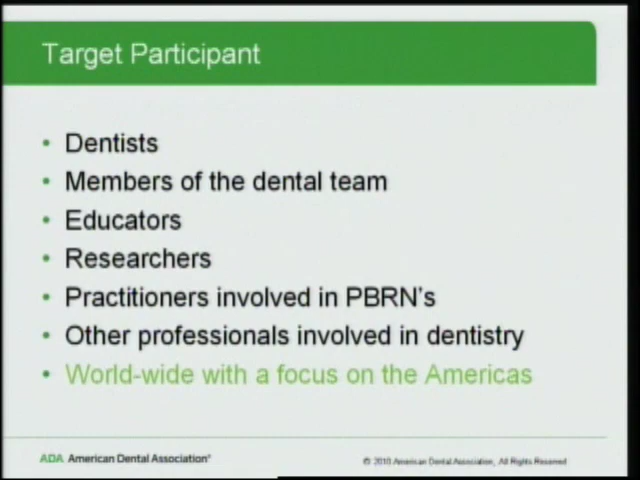 Target Participant
• Dentists
• Members of the dental team
• Educators
• Researchers
• Practitioners involved in PBRN's
• Other professionals involved in dentistry
• World-wide with a focus on the Americas
ADA American Dental Association®
© 2010 American Dental Association, All Rights Reserved